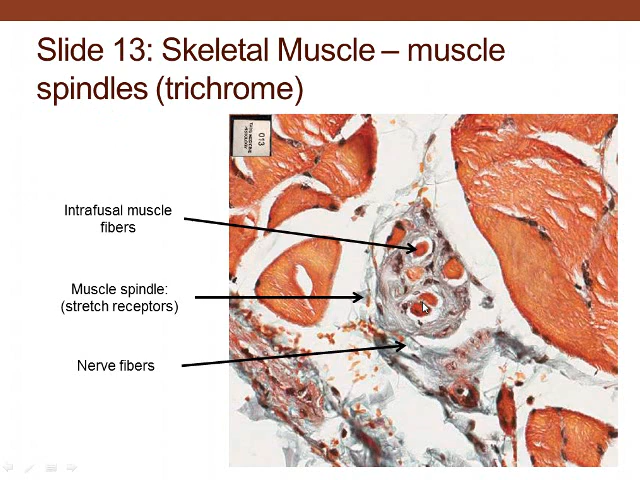 Slide 13: Skeletal Muscle – muscle
spindles (trichrome)
013
Intrafusal muscle
fibers
Muscle spindle:
(stretch receptors)
Nerve fibers